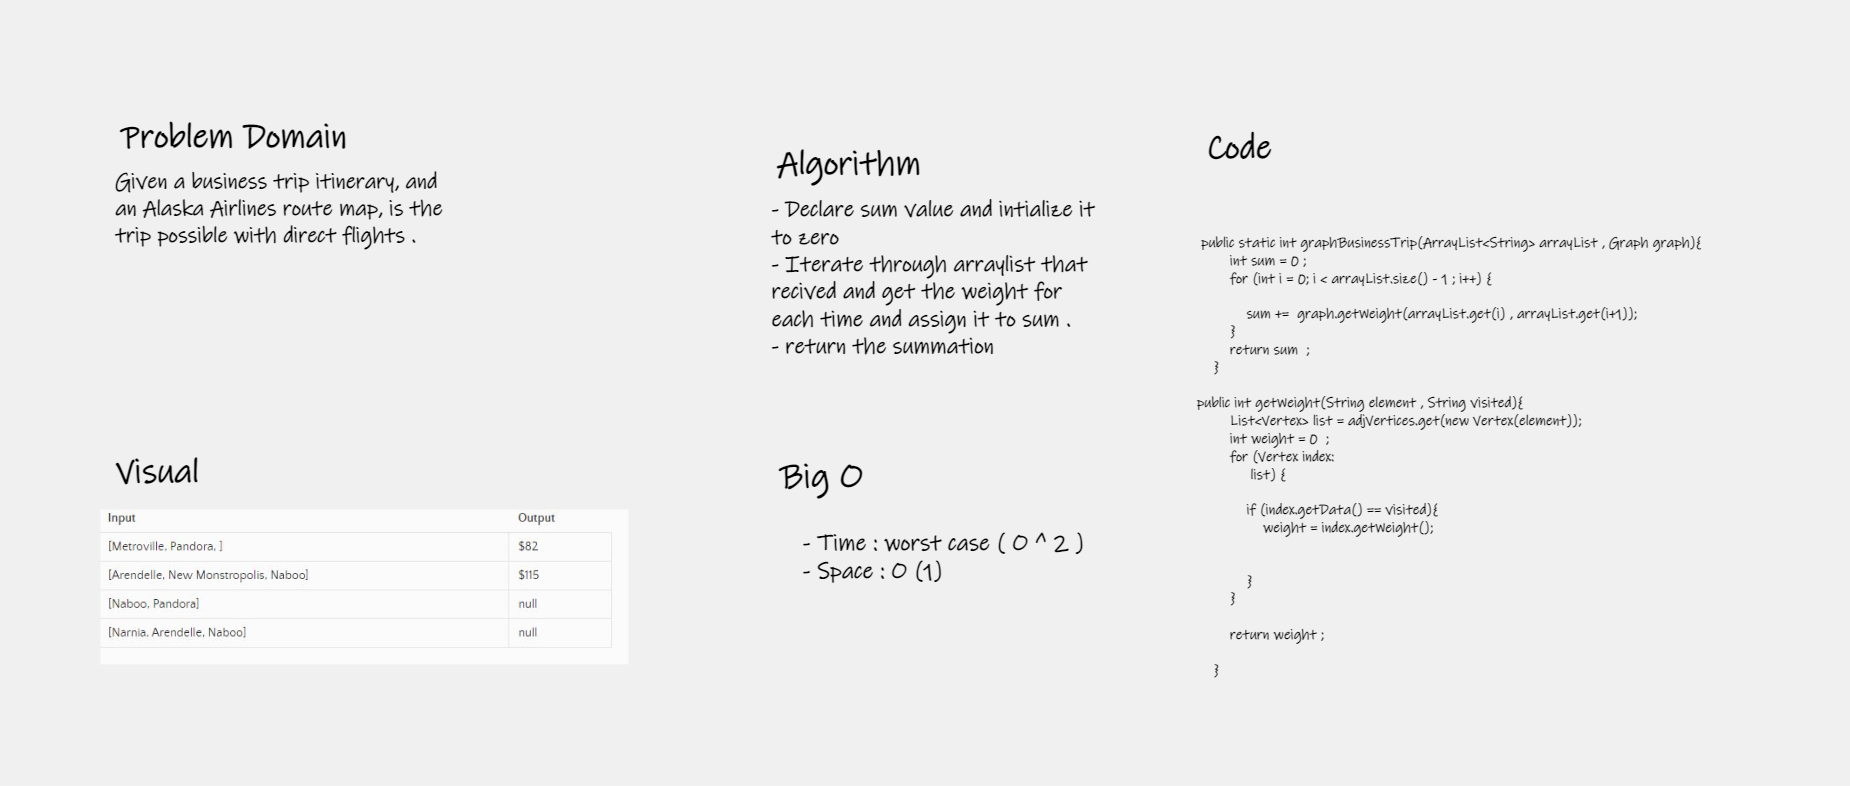 Problem Domain
Given a business trip itinerary, and
an Alaska Airlines route map, is the
trip possible with direct flights .
Visual
Input Output
[Metroville, Pandora, ] $82
[Arendelle, New Monstropolis, Naboo] $115
[Naboo, Pandora] null
[Narnia, Arendelle, Naboo] null
Algorithm
- Declare sum value and intialize it
to zero
- Iterate through arraylist that
recived and get the weight for
each time and assign it to sum .
- return the summation
Big O
- Time : worst case ( O ^ 2 )
- Space : O (1)
Code
public static int graphBusinessTrip(ArrayList<String> arrayList , Graph graph){
int sum = 0 ;
for (int i = 0; i < arrayList.size() - 1 ; i++) {
sum += graph.getWeight(arrayList.get(i) , arrayList.get(i+1));
}
return sum ;
}
public int getWeight(String element , String visited){
List<Vertex> list = adjVertices.get(new Vertex(element));
int weight = 0 ;
for (Vertex index:
list) {
if (index.getData() == visited){
weight = index.getWeight();
}
}
return weight ;
}